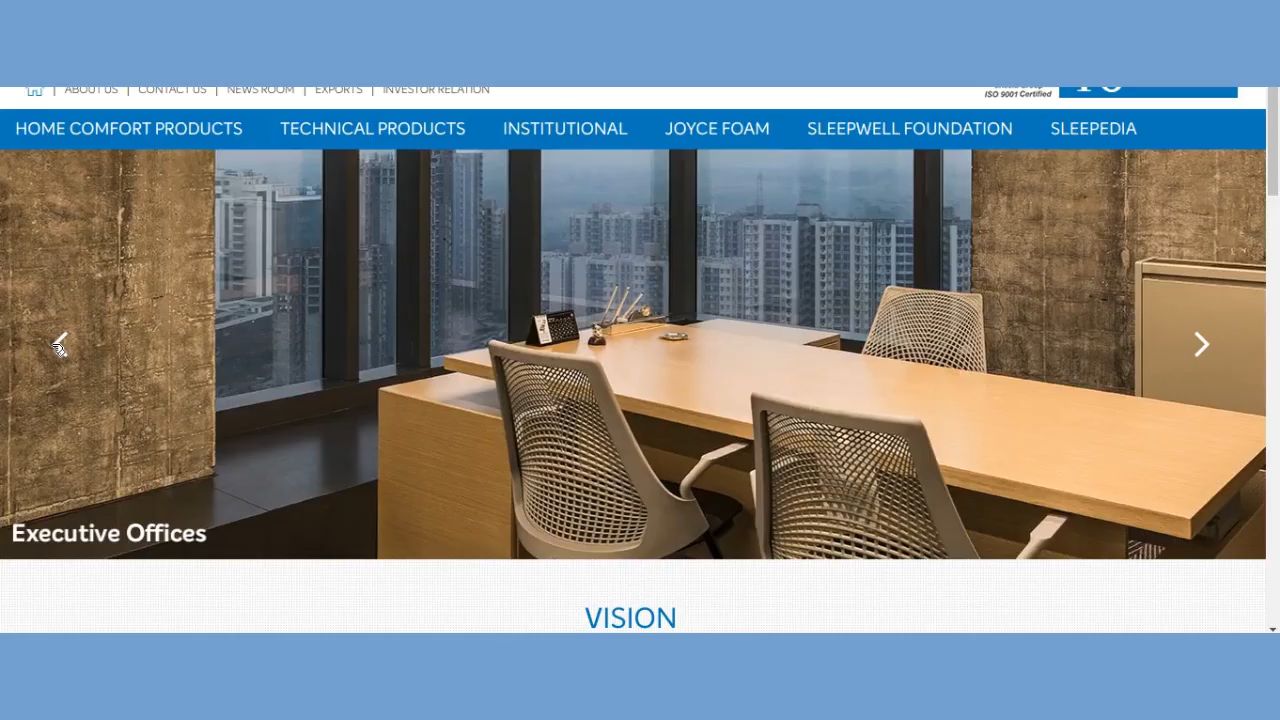 ABOUT US | CONTACT US | NEWS ROOM | EXPORTS | INVESTOR RELATION
ISO 9001 Certified
HOME COMFORT PRODUCTS TECHNICAL PRODUCTS INSTITUTIONAL JOYCE FOAM SLEEPWELL FOUNDATION SLEEPEDIA
Executive Offices
VISION